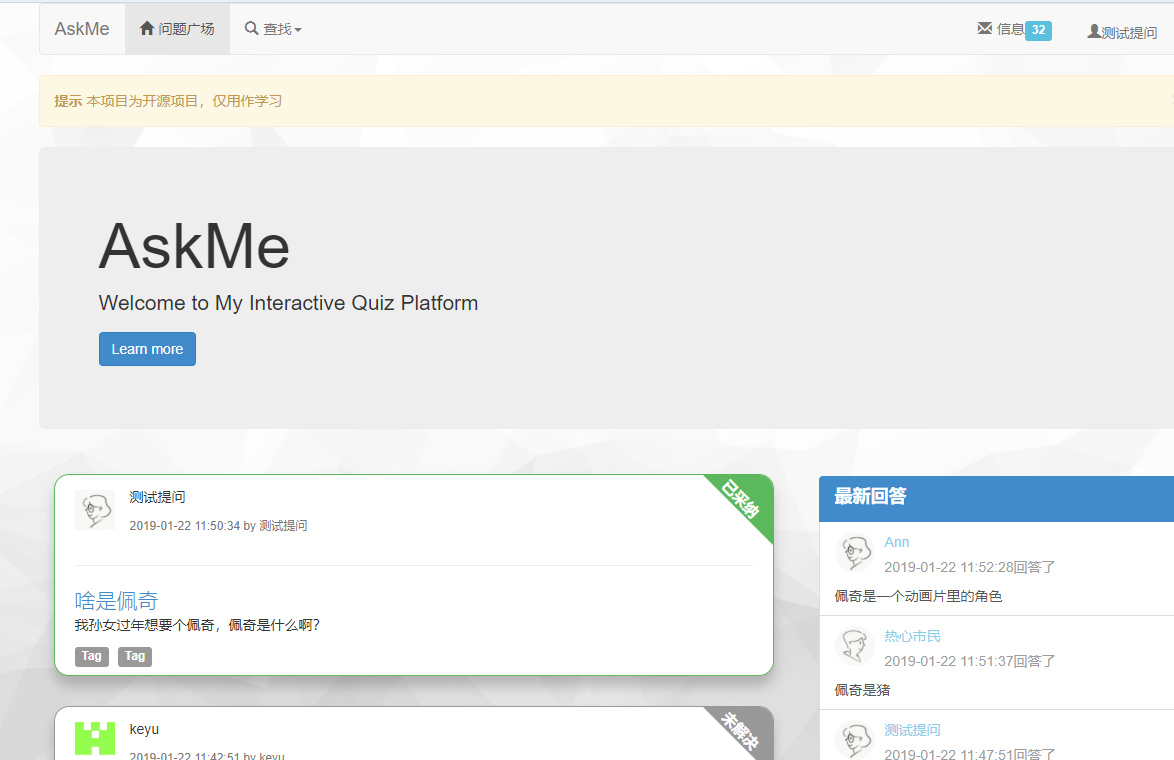 AskMe 问题广场 查找 信息 32 测试提问
提示 本项目为开源项目，仅用作学习
AskMe
Welcome to My Interactive Quiz Platform
Learn more
测试提问
2019-01-22 11:50:34 by 测试提问
已采纳
啥是佩奇
我孙女过年想要个佩奇，佩奇是什么啊?
Tag Tag
keyu
2019-01-22 11:42:51 by keyu
未解决
最新回答
Ann
2019-01-22 11:52:28回答了
佩奇是一个动画片里的角色
热心市民
2019-01-22 11:51:37回答了
佩奇是猪
测试提问
2019-01-22 11:47:51回答了